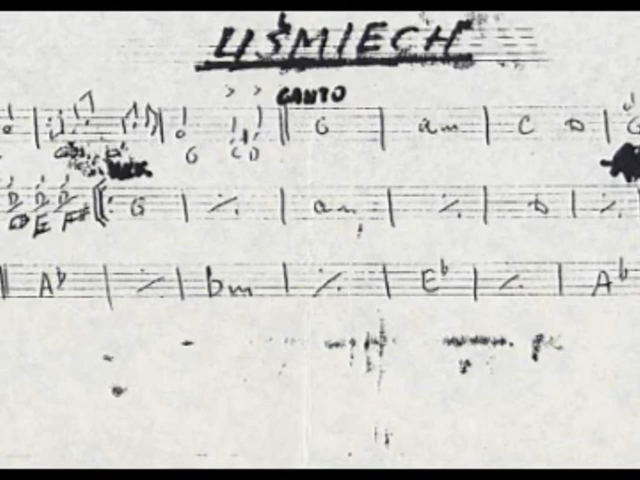 UŚMIECH
CANTO
G am C D G
G C D
D D D
E F#
G ٪ am ٪ D ٪
A♭ ٪ bm ٪ E♭ ٪ A♭